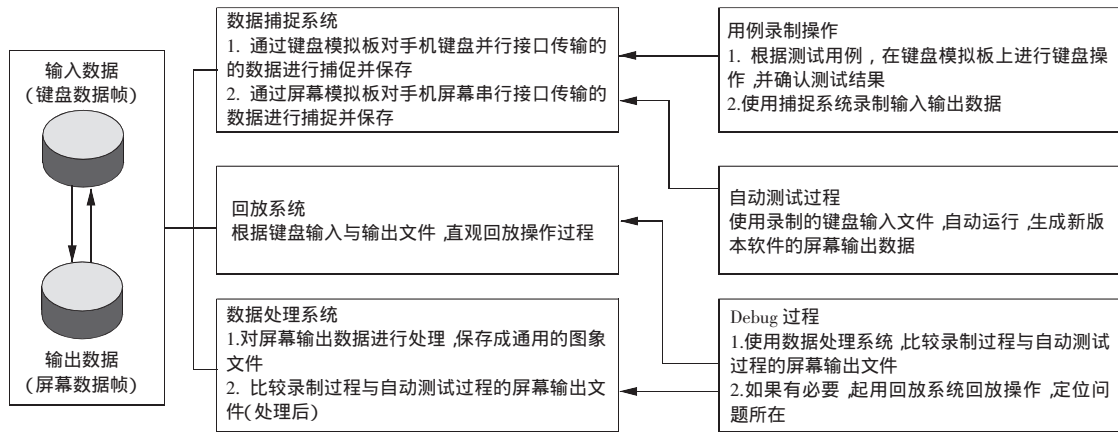 输入数据
(键盘数据帧)
输出数据
(屏幕数据帧)
数据捕捉系统
1. 通过键盘模拟板对手机键盘并行接口传输的
的数据进行捕促并保存
2. 通过屏幕模拟板对手机屏幕串行接口传输的
数据进行捕捉并保存
回放系统
根据键盘输入与输出文件,直观回放操作过程
数据处理系统
1.对屏幕输出数据进行处理,保存成通用的图象
文件
2. 比较录制过程与自动测试过程的屏幕输出文
件(处理后)
用例录制操作
1. 根据测试用例,在键盘模拟板上进行键盘操
作,并确认测试结果
2.使用捕捉系统录制输入输出数据
自动测试过程
使用录制的键盘输入文件,自动运行,生成新版
本软件的屏幕输出数据
Debug 过程
1.使用数据处理系统,比较录制过程与自动测试
过程的屏幕输出文件
2.如果有必要,起用回放系统回放操作,定位问
题所在